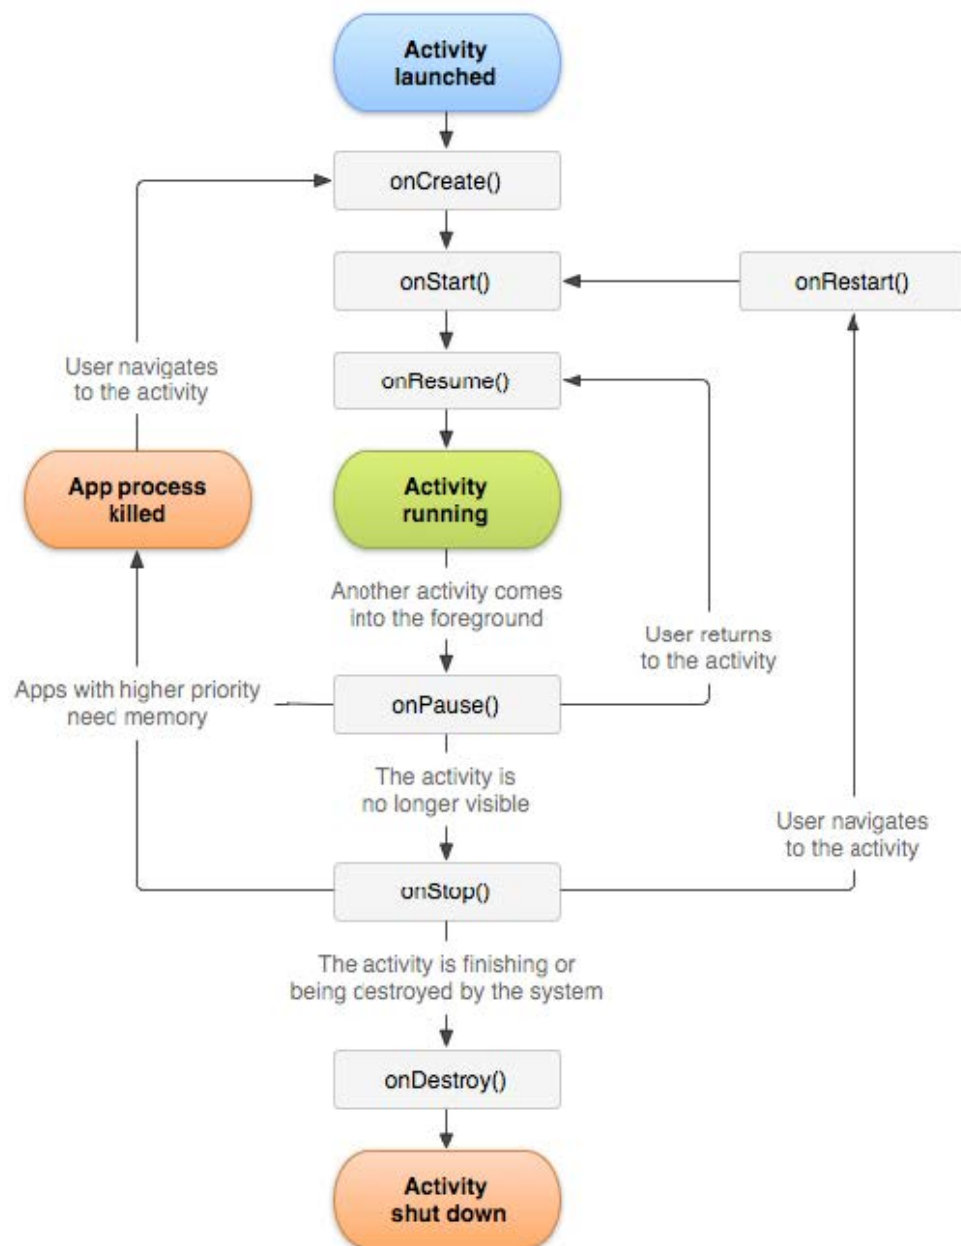 Activity
launched
onCreate()
onStart()
onRestart()
User navigates
to the activity
onResume()
App process
killed
Activity
running
Another activity comes
into the foreground
User returns
to the activity
Apps with higher priority
need memory
onPause()
The activity is
no longer visible
User navigates
to the activity
onStop()
The activity is finishing or
being destroyed by the system
onDestroy()
Activity
shut down